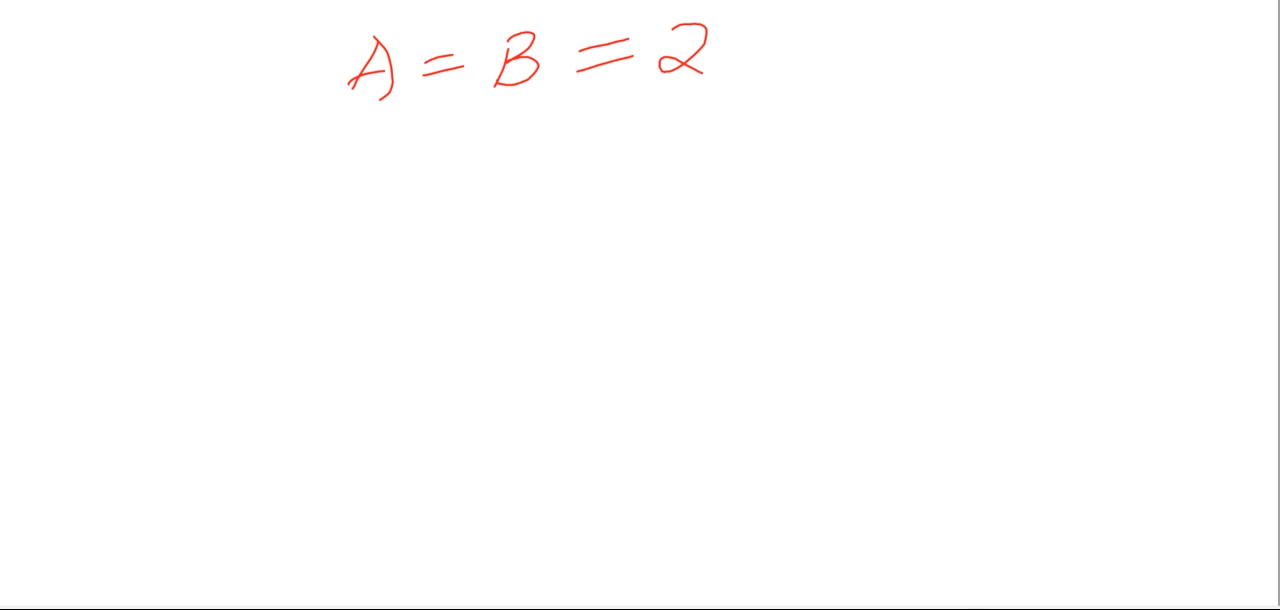 A = B = 2